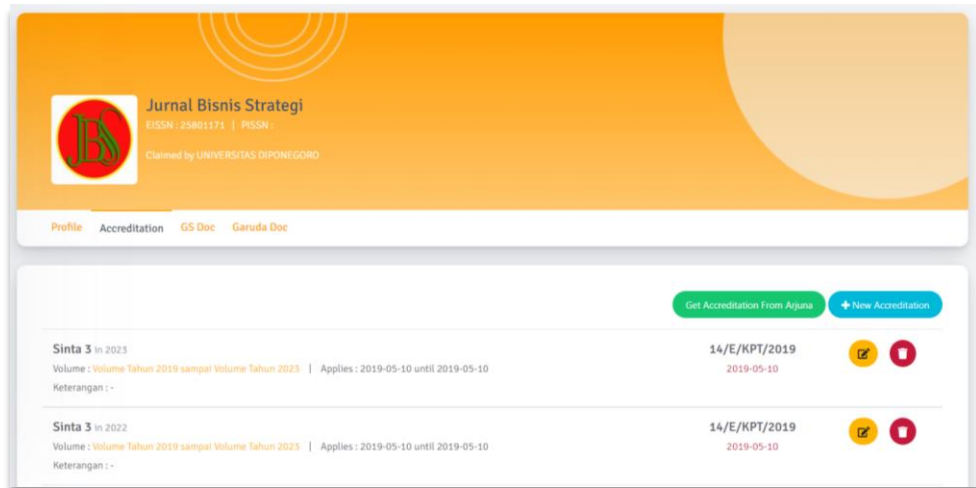 Jurnal Bisnis Strategi
EISSN : 25801171 | PISSN :
JBS
Claimed by UNIVERSITAS DIPONEGORO
Profile Accreditation GS Doc Garuda Doc
Get Accreditation From Arjuna + New Accreditation
Sinta 3 in 2023 14/E/KPT/2019
Volume : Volume Tahun 2019 sampai Volume Tahun 2023 | Applies : 2019-05-10 until 2019-05-10 2019-05-10
Keterangan : -
Sinta 3 in 2022 14/E/KPT/2019
Volume : Volume Tahun 2019 sampai Volume Tahun 2023 | Applies : 2019-05-10 until 2019-05-10 2019-05-10
Keterangan : -